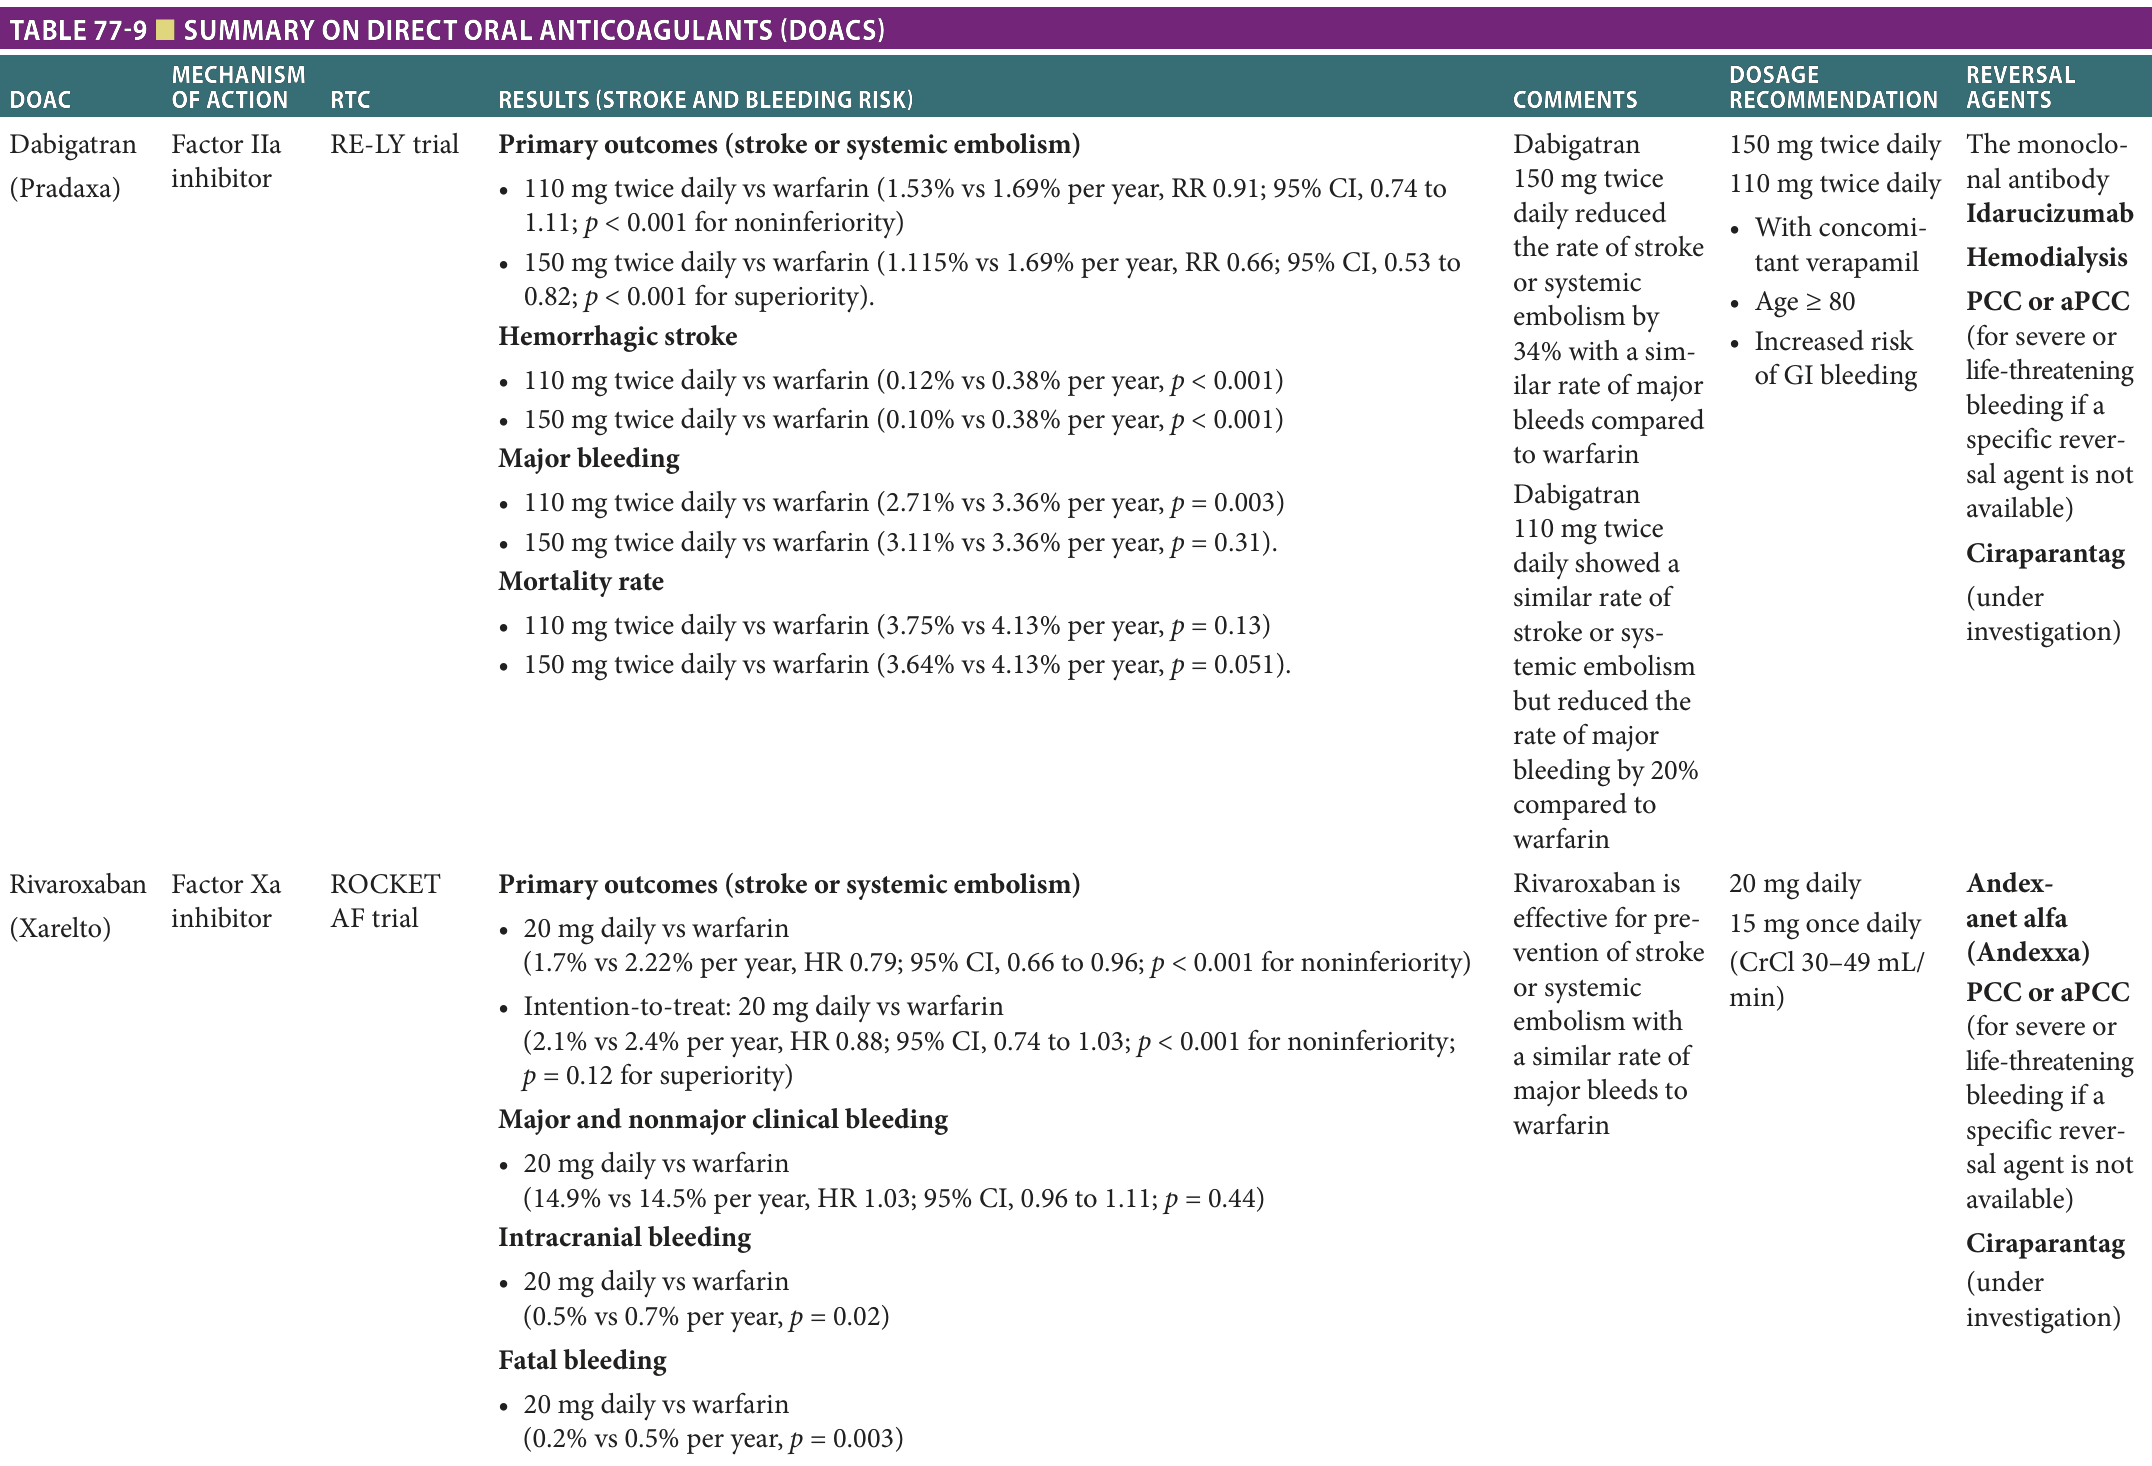 TABLE 77-9 ■ SUMMARY ON DIRECT ORAL ANTICOAGULANTS (DOACS)
DOAC
MECHANISM
OF ACTION
RTC
RESULTS (STROKE AND BLEEDING RISK)
COMMENTS
DOSAGE
RECOMMENDATION
REVERSAL
AGENTS
Dabigatran
(Pradaxa)
Factor IIa
inhibitor
RE-LY trial
Primary outcomes (stroke or systemic embolism)
• 110 mg twice daily vs warfarin (1.53% vs 1.69% per year, RR 0.91; 95% CI, 0.74 to
1.11; p < 0.001 for noninferiority)
• 150 mg twice daily vs warfarin (1.115% vs 1.69% per year, RR 0.66; 95% CI, 0.53 to
0.82; p < 0.001 for superiority).
Hemorrhagic stroke
• 110 mg twice daily vs warfarin (0.12% vs 0.38% per year, p < 0.001)
• 150 mg twice daily vs warfarin (0.10% vs 0.38% per year, p < 0.001)
Major bleeding
• 110 mg twice daily vs warfarin (2.71% vs 3.36% per year, p = 0.003)
• 150 mg twice daily vs warfarin (3.11% vs 3.36% per year, p = 0.31).
Mortality rate
• 110 mg twice daily vs warfarin (3.75% vs 4.13% per year, p = 0.13)
• 150 mg twice daily vs warfarin (3.64% vs 4.13% per year, p = 0.051).
Dabigatran
150 mg twice
daily reduced
the rate of stroke
or systemic
embolism by
34% with a sim-
ilar rate of major
bleeds compared
to warfarin
Dabigatran
110 mg twice
daily showed a
similar rate of
stroke or sys-
temic embolism
but reduced the
rate of major
bleeding by 20%
compared to
warfarin
150 mg twice daily
110 mg twice daily
• With concomi-
tant verapamil
• Age ≥ 80
• Increased risk
of GI bleeding
The monoclo-
nal antibody
Idarucizumab
Hemodialysis
PCC or aPCC
(for severe or
life-threatening
bleeding if a
specific rever-
sal agent is not
available)
Ciraparantag
(under
investigation)
Rivaroxaban
(Xarelto)
Factor Xa
inhibitor
ROCKET
AF trial
Primary outcomes (stroke or systemic embolism)
• 20 mg daily vs warfarin
(1.7% vs 2.22% per year, HR 0.79; 95% CI, 0.66 to 0.96; p < 0.001 for noninferiority)
• Intention-to-treat: 20 mg daily vs warfarin
(2.1% vs 2.4% per year, HR 0.88; 95% CI, 0.74 to 1.03; p < 0.001 for noninferiority;
p = 0.12 for superiority)
Major and nonmajor clinical bleeding
• 20 mg daily vs warfarin
(14.9% vs 14.5% per year, HR 1.03; 95% CI, 0.96 to 1.11; p = 0.44)
Intracranial bleeding
• 20 mg daily vs warfarin
(0.5% vs 0.7% per year, p = 0.02)
Fatal bleeding
• 20 mg daily vs warfarin
(0.2% vs 0.5% per year, p = 0.003)
Rivaroxaban is
effective for pre-
vention of stroke
or systemic
embolism with
a similar rate of
major bleeds to
warfarin
20 mg daily
15 mg once daily
(CrCl 30–49 mL/
min)
Andex-
anet alfa
(Andexxa)
PCC or aPCC
(for severe or
life-threatening
bleeding if a
specific rever-
sal agent is not
available)
Ciraparantag
(under
investigation)